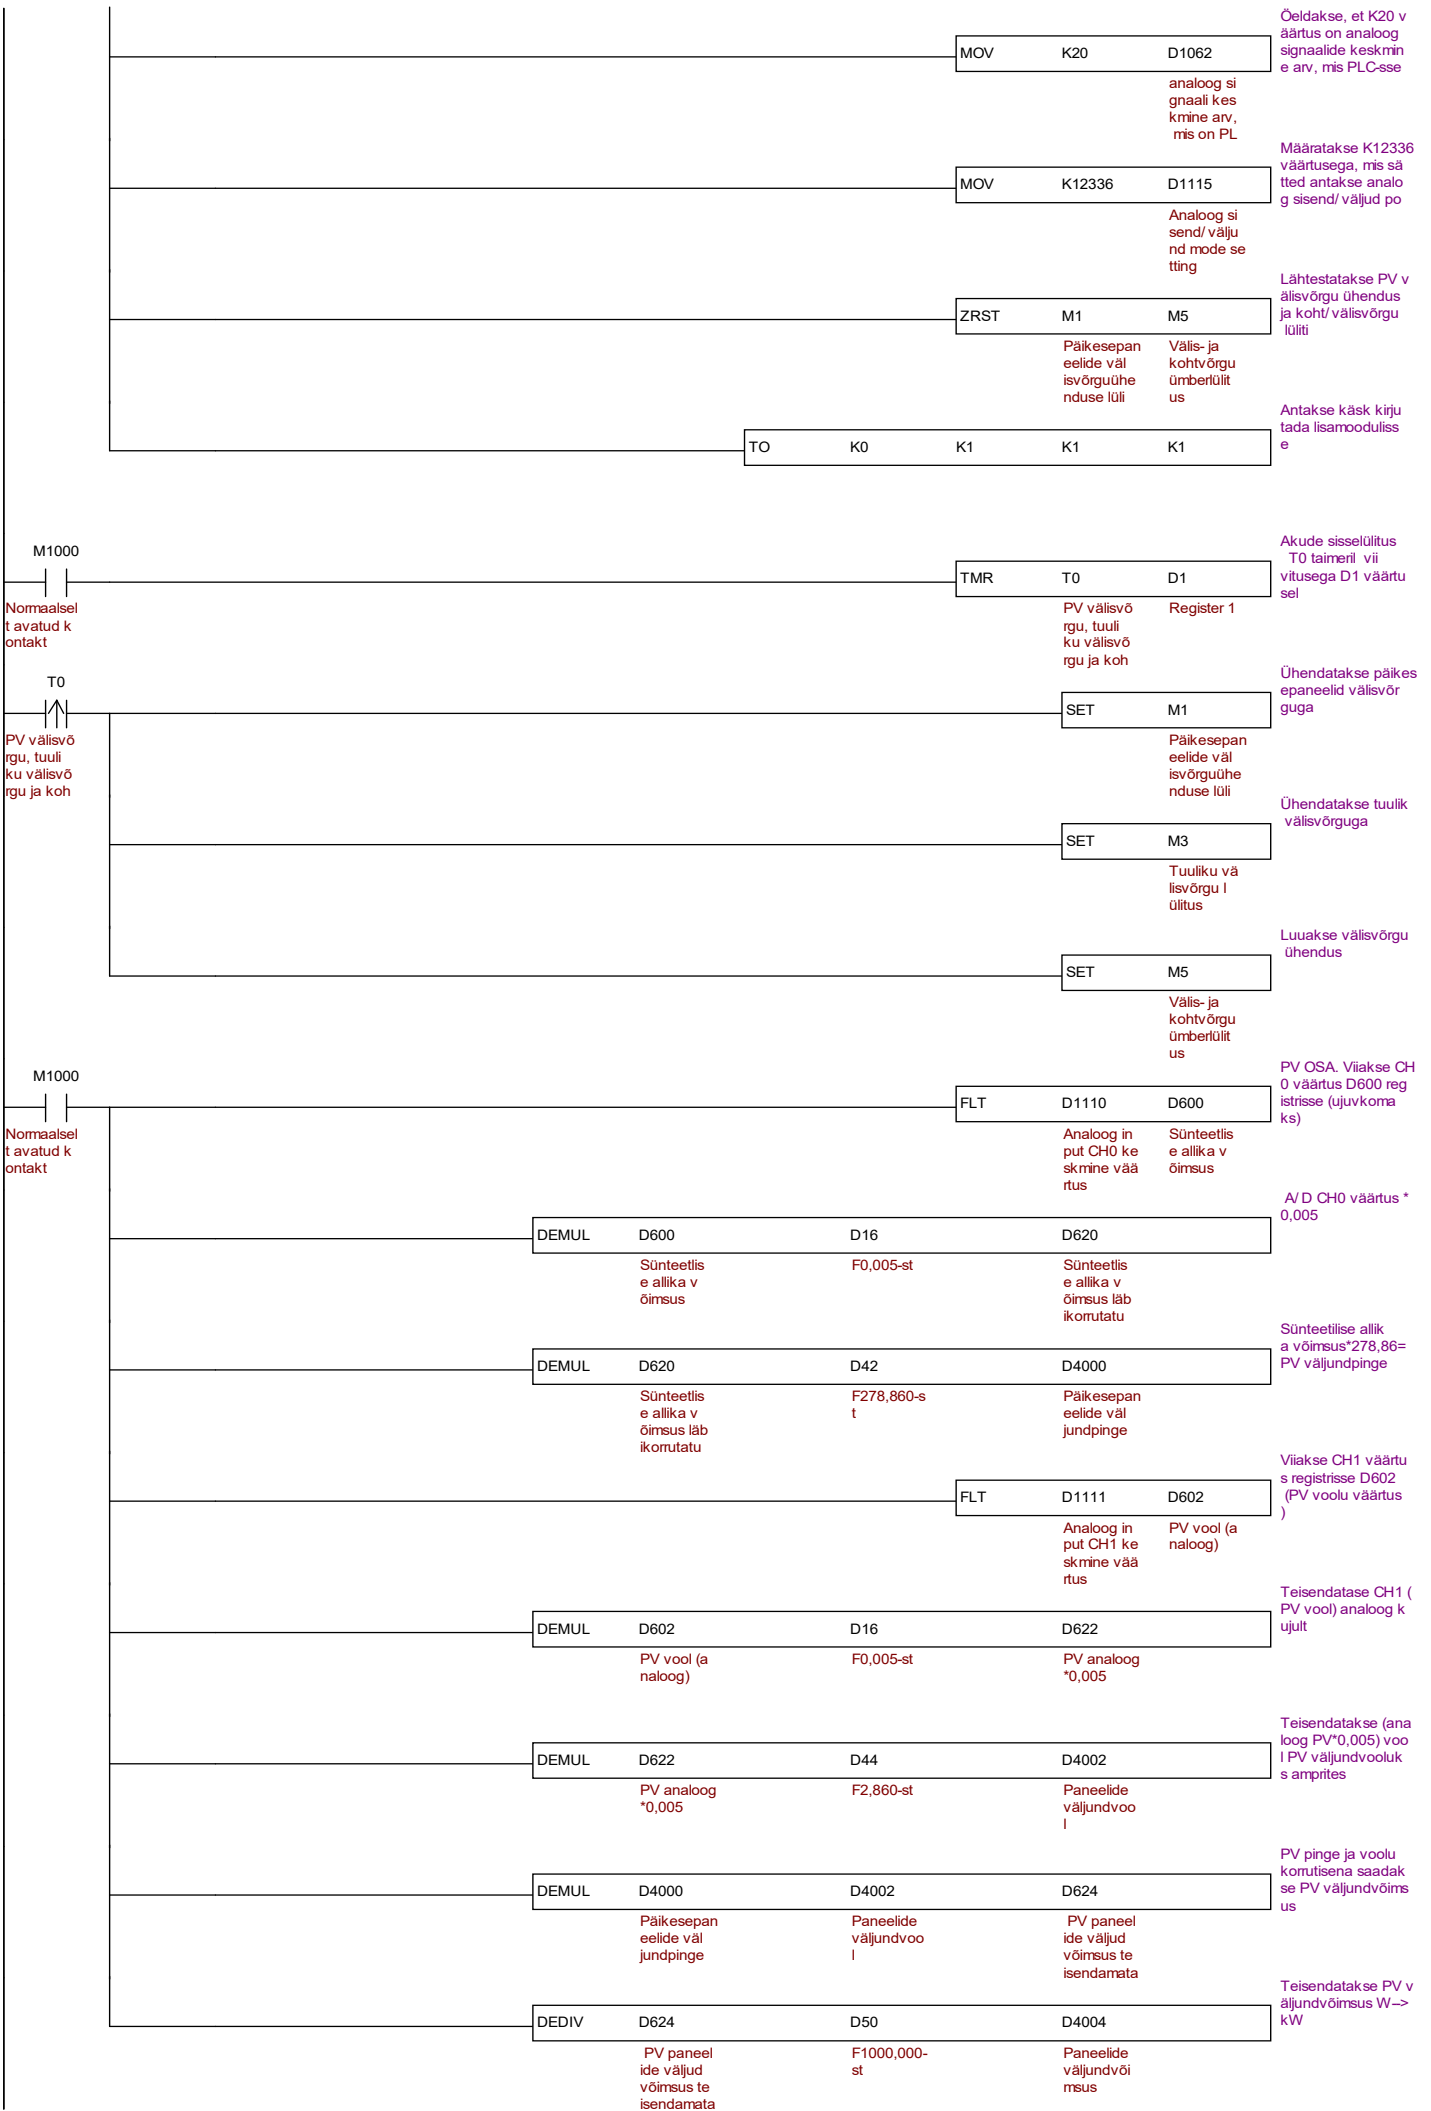 Öeldakse, et K20 v
äärtus on analoog
signaalide keskmin
e arv, mis PLC-sse
MOV K20 D1062
analoog si
gnaali kes
kmine arv,
mis on PL
Määratakse K12336
väärtusega, mis sä
tted antakse analo
g sisend/ väljud po
MOV K12336 D1115
Analoog si
send/ välju
nd mode se
tting
Lähtestatakse PV v
älisvõrgu ühendus
ja koht/ välisvõrgu
lüliti
ZRST M1 M5
Päikesepan
eelide väl
isvõrguühe
nduse lüli
Välis- ja
kohtvõrgu
ümberlülit
us
Antakse käsk kirju
tada lisamooduliss
e
TO K0 K1 K1 K1
M1000
Normaalsel
t avatud k
ontakt
Akude sisselülitus
T0 taimeril vii
vitusega D1 väärtu
sel
TMR T0 D1
PV välisvõ
rgu, tuuli
ku välisvõ
rgu ja koh
Register 1
T0
PV välisvõ
rgu, tuuli
ku välisvõ
rgu ja koh
Ühendatakse päikes
epaneelid välisvõr
guga
SET M1
Päikesepan
eelide väl
isvõrguühe
nduse lüli
Ühendatakse tuulik
välisvõrguga
SET M3
Tuuliku vä
lisvõrgu l
ülitus
Luuakse välisvõrgu
ühendus
SET M5
Välis- ja
kohtvõrgu
ümberlülit
us
M1000
Normaalsel
t avatud k
ontakt
PV OSA. Viiakse CH
0 väärtus D600 reg
istrisse (ujuvkoma
ks)
FLT D1110 D600
Analoog in
put CH0 ke
skmine vää
rtus
Sünteetlis
e allika v
õimsus
A/ D CH0 väärtus *
0,005
DEMUL D600 D16 D620
Sünteetlis
e allika v
õimsus
F0,005-st
Sünteetlis
e allika v
õimsus läb
ikorrutatu
Sünteetilise allik
a võimsus*278,86=
PV väljundpinge
DEMUL D620 D42 D4000
Sünteetlis
e allika v
õimsus läb
ikorrutatu
F278,860-s
t
Päikesepan
eelide väl
jundpinge
Viiakse CH1 väärtu
s registrisse D602
(PV voolu väärtus
)
FLT D1111 D602
Analoog in
put CH1 ke
skmine vää
rtus
PV vool (a
naloog)
Teisendatase CH1 (
PV vool) analoog k
ujult
DEMUL D602 D16 D622
PV vool (a
naloog)
F0,005-st
PV analoog
*0,005
Teisendatakse (ana
loog PV*0,005) voo
l PV väljundvooluk
s amprites
DEMUL D622 D44 D4002
PV analoog
*0,005
F2,860-st
Paneelide
väljundvoo
l
PV pinge ja voolu
korrutisena saadak
se PV väljundvõims
us
DEMUL D4000 D4002 D624
Päikesepan
eelide väl
jundpinge
Paneelide
väljundvoo
l
PV paneel
ide väljud
võimsus te
isendamata
Teisendatakse PV v
äljundvõimsus W-->
kW
DEDIV D624 D50 D4004
PV paneel
ide väljud
võimsus te
isendamata
F1000,000-
st
Paneelide
väljundvõi
msus